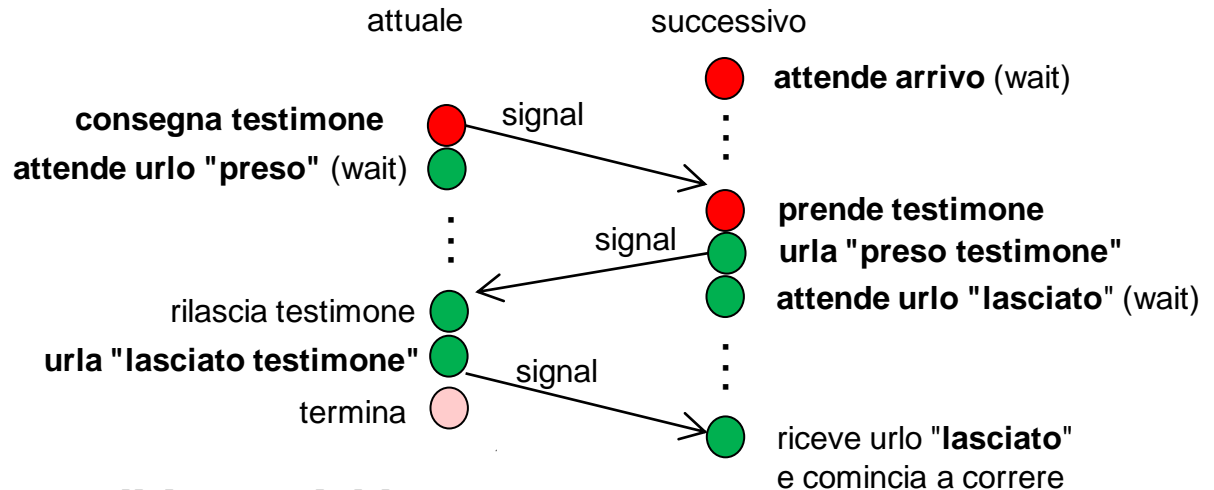 attuale
successivo
attende arrivo (wait)
consegna testimone
signal
attende urlo "preso" (wait)
prende testimone
signal
urla "preso testimone"
attende urlo "lasciato" (wait)
rilascia testimone
urla "lasciato testimone"
signal
termina
riceve urlo "lasciato"
e comincia a correre